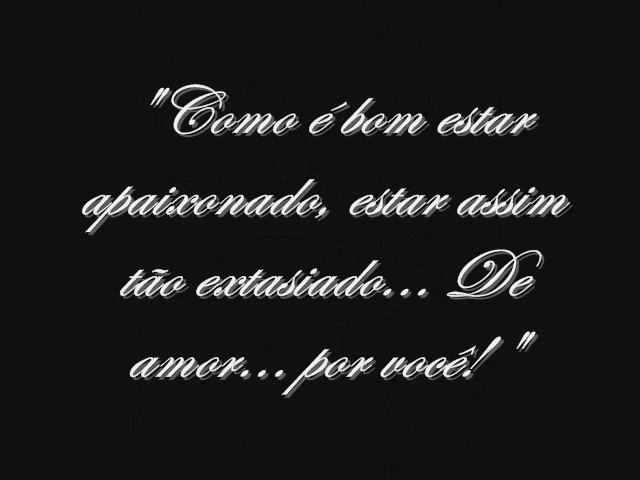 "Como é bom estar
apaixonado, estar assim
tão extasiado... De
amor... por você! "